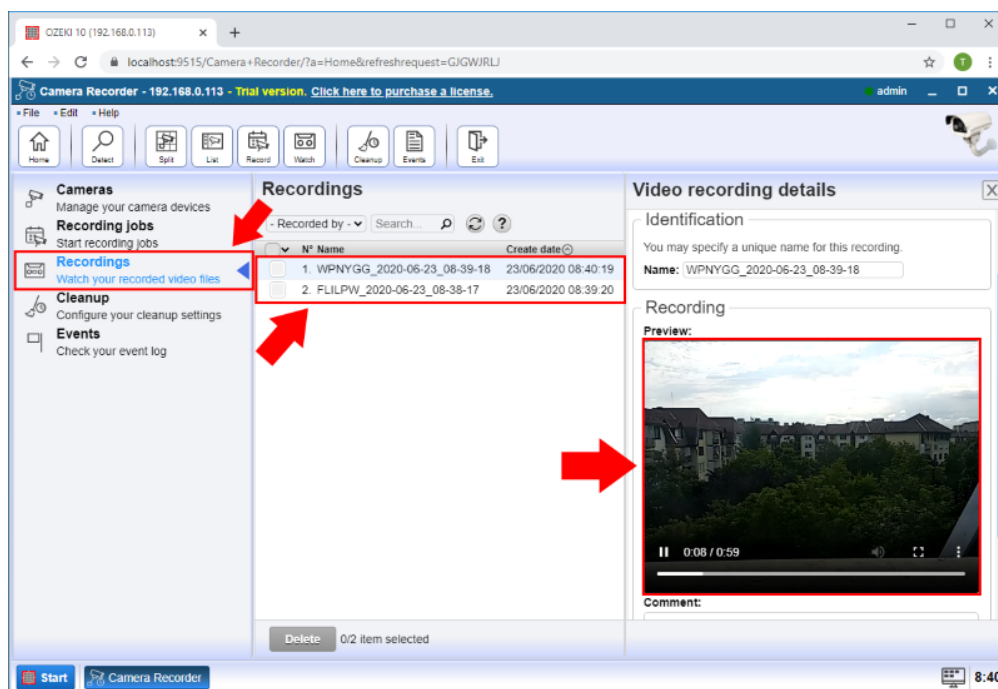 OZEKI 10 (192.168.0.113)
localhost:9515/Camera+Recorder/?a=Home&refreshrequest=GJGWJRLJ
T
Camera Recorder - 192.168.0.113 - Trial version. Click here to purchase a license.
admin
File Edit Help
Home Detect Split List Record Watch Cleanup Events Exit
Cameras
Manage your camera devices
Recording jobs
Start recording jobs
Recordings
Watch your recorded video files
Cleanup
Configure your cleanup settings
Events
Check your event log
Recordings
- Recorded by - Search... ?
N° Name Create date
1. WPNYGG_2020-06-23_08-39-18 23/06/2020 08:40:19
2. FLILPW_2020-06-23_08-38-17 23/06/2020 08:39:20
Delete 0/2 item selected
Video recording details
X
Identification
You may specify a unique name for this recording.
Name: WPNYGG_2020-06-23_08-39-18
Recording
Preview:
0:08 / 0:59
Comment:
Start Camera Recorder
8:40